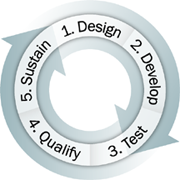 1. Design
2. Develop
3. Test
4. Qualify
5. Sustain